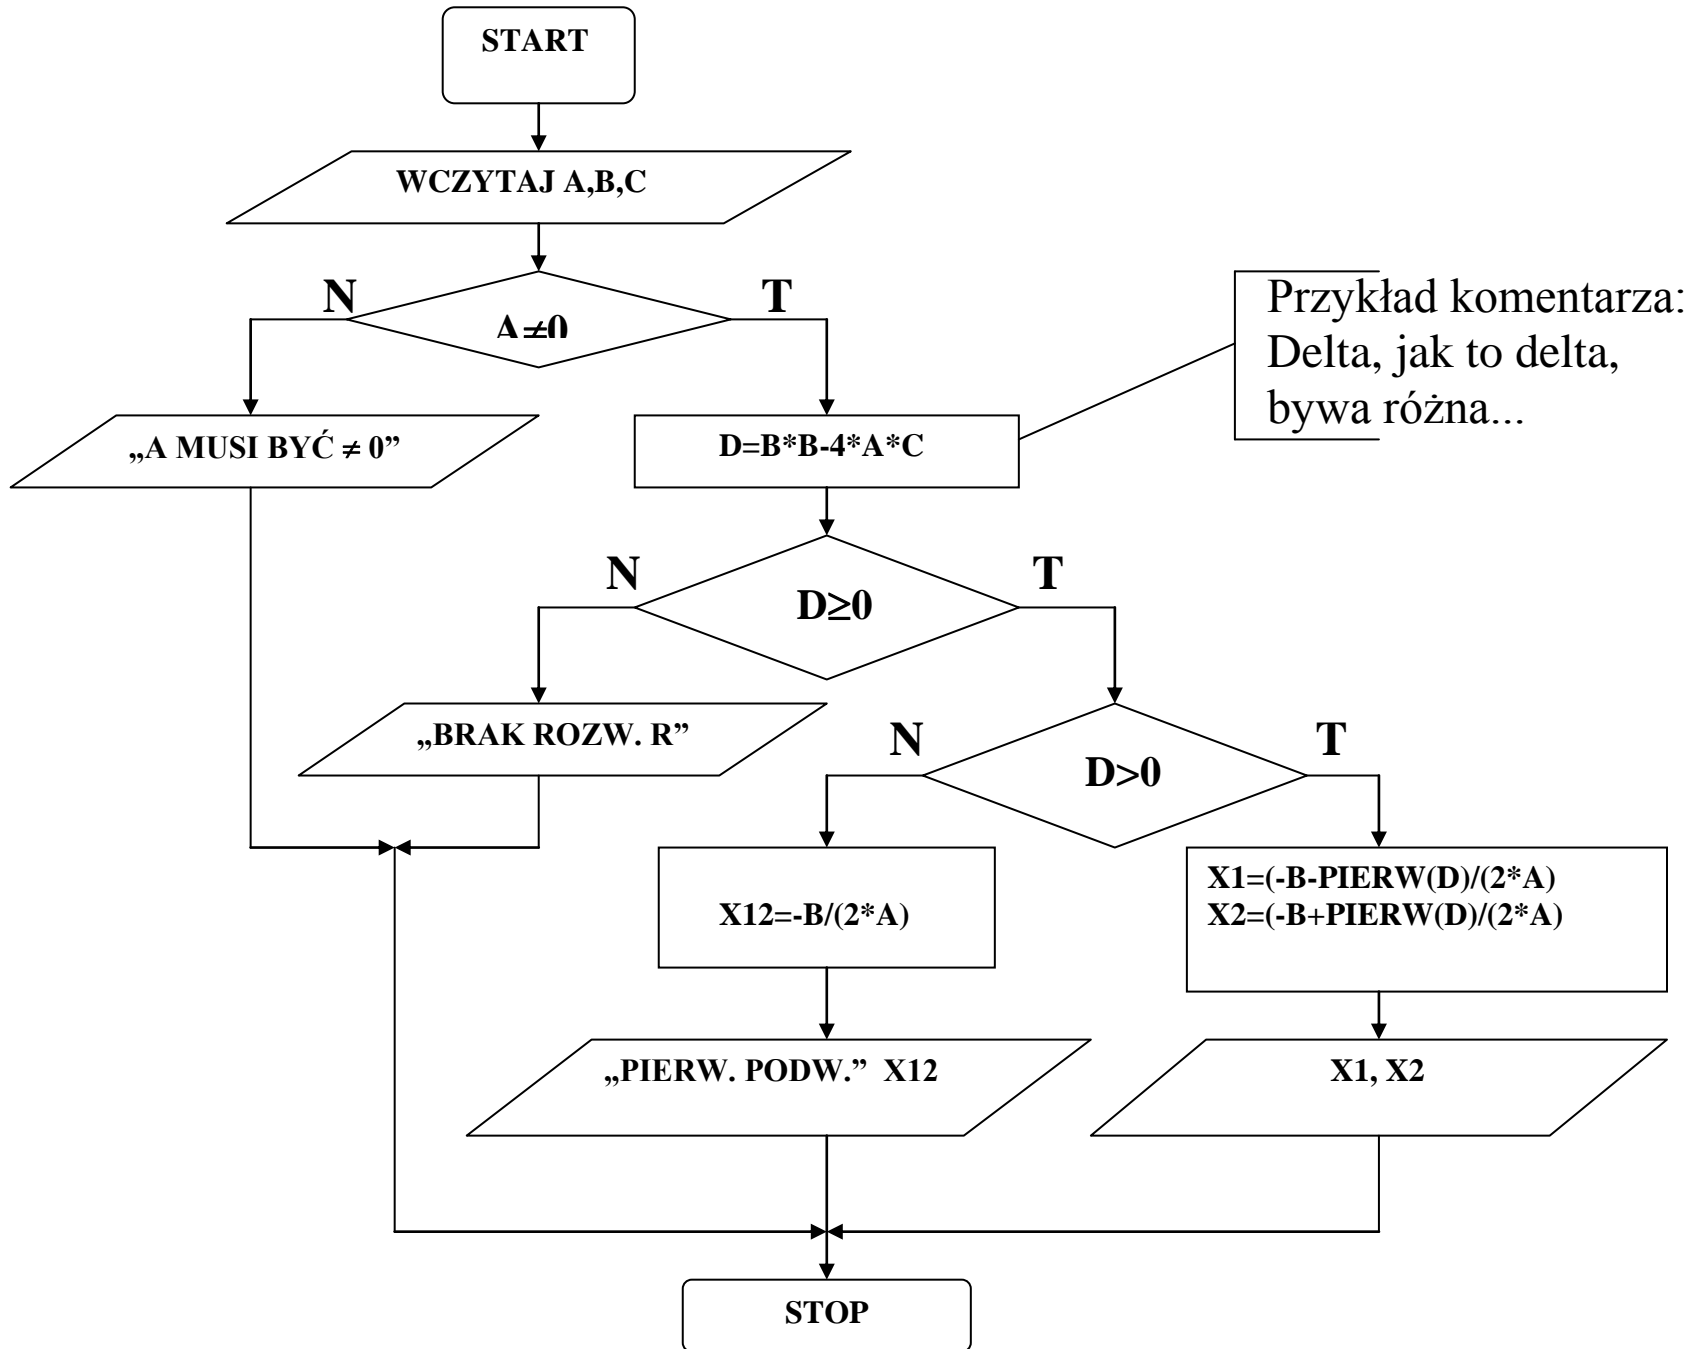 START
WCZYTAJ A,B,C
N
T
A≠0
Przykład komentarza:
Delta, jak to delta,
bywa różna...
„A MUSI BYĆ ≠ 0”
D=B*B-4*A*C
N
T
D≥0
„BRAK ROZW. R”
N
T
D>0
X12=-B/(2*A)
X1=(-B-PIERW(D)/(2*A)
X2=(-B+PIERW(D)/(2*A)
„PIERW. PODW.” X12
X1, X2
STOP